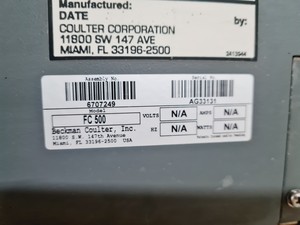 Manufactured:
DATE by:
COULTER CORPORATION
11800 SW 147 AVE
MIAMI, FL 33196-2500
Assembly No. Serial No.
6707249 AG33131
Model
FC 500 VOLTS N/A AMPS N/A
Beckman Coulter, Inc. HZ N/A WATTS N/A
11800 S.W. 147th Avenue
Miami, FL 33196-2500 USA